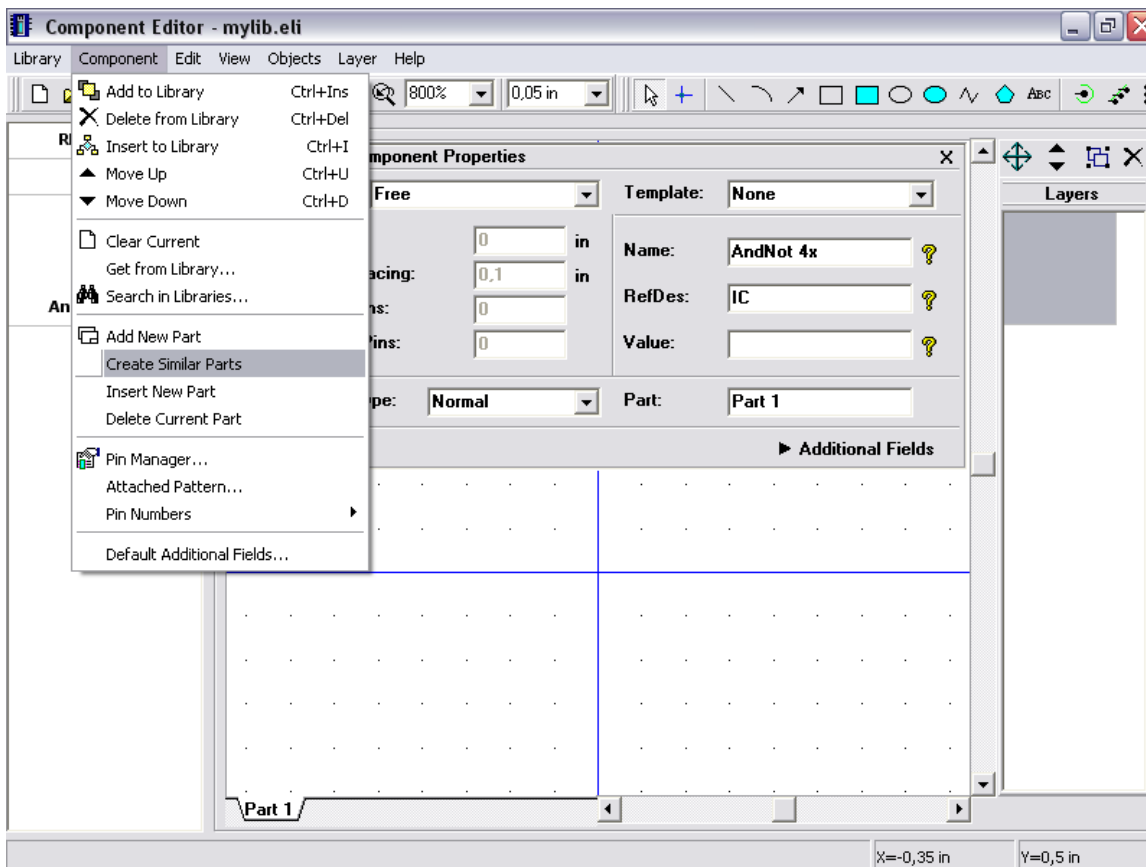 Component Editor - mylib.eli
Library Component Edit View Objects Layer Help
Add to Library Ctrl+Ins
Delete from Library Ctrl+Del
Insert to Library Ctrl+I
Move Up Ctrl+U
Move Down Ctrl+D
Clear Current
Get from Library...
Search in Libraries...
Add New Part
Create Similar Parts
Insert New Part
Delete Current Part
Pin Manager...
Attached Pattern...
Pin Numbers
Default Additional Fields...
800% 0,05 in
ABC
Properties
Free
Template: None
0 in
0,1 in
0
0
Name: AndNot 4x
RefDes: IC
Value:
Normal
Part: Part 1
Additional Fields
Layers
Part 1
X=-0,35 in Y=0,5 in